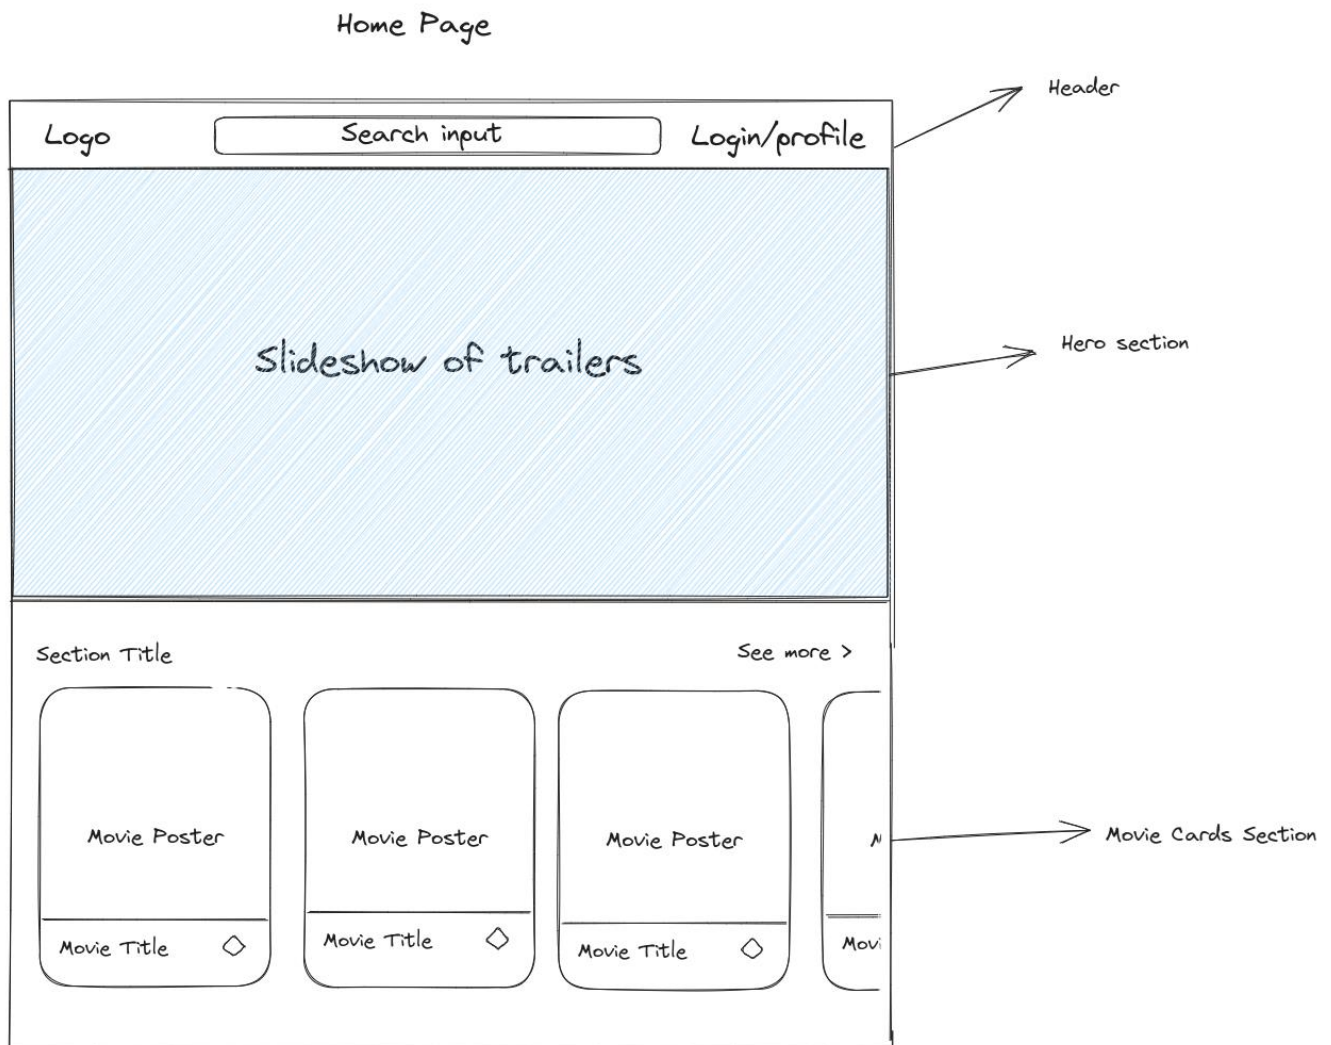 Home Page
Header
Logo
Search input
Login/profile
Slideshow of trailers
Hero section
Section Title
See more >
Movie Poster
Movie Poster
Movie Poster
M
Movie Cards Section
Movie Title
Movie Title
Movie Title
Movi